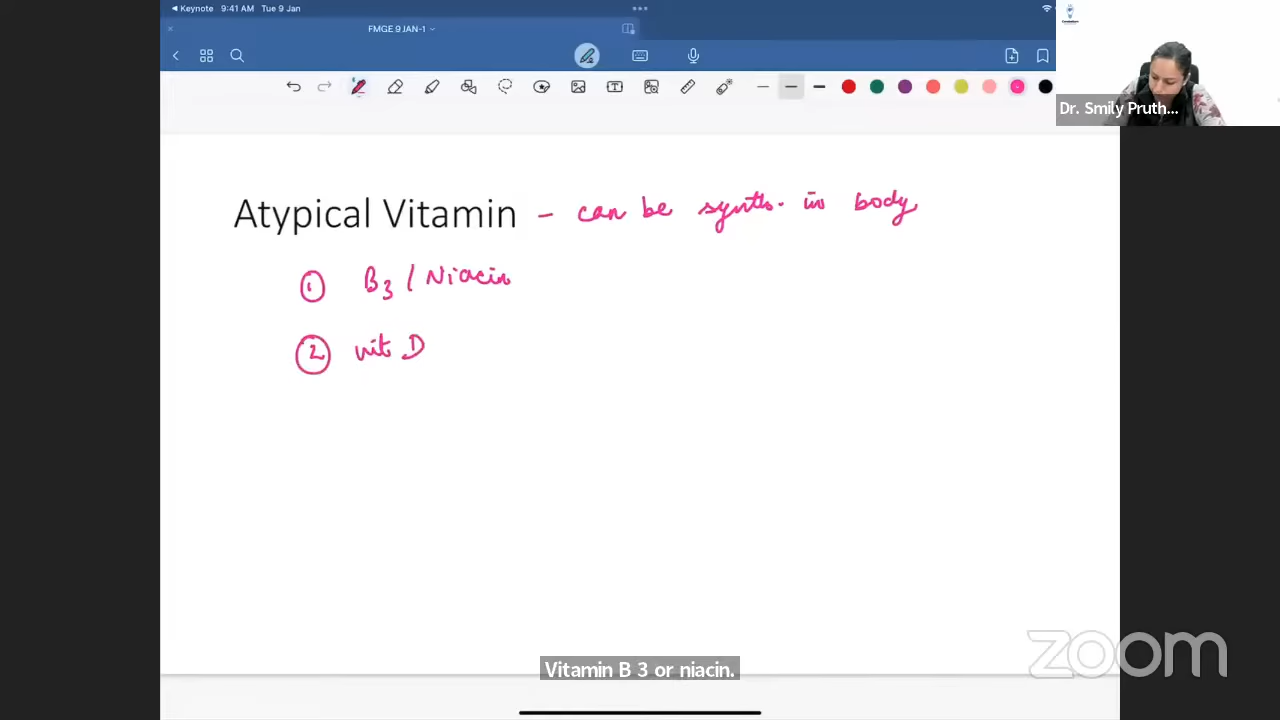 Keynote 9:41 AM Tue 9 Jan
FMGE 9 JAN-1
Dr. Smily Pruth...
Atypical Vitamin - can be synth. in body
1 B3 / Niacin
2 vit D
zoom
Vitamin B 3 or niacin.